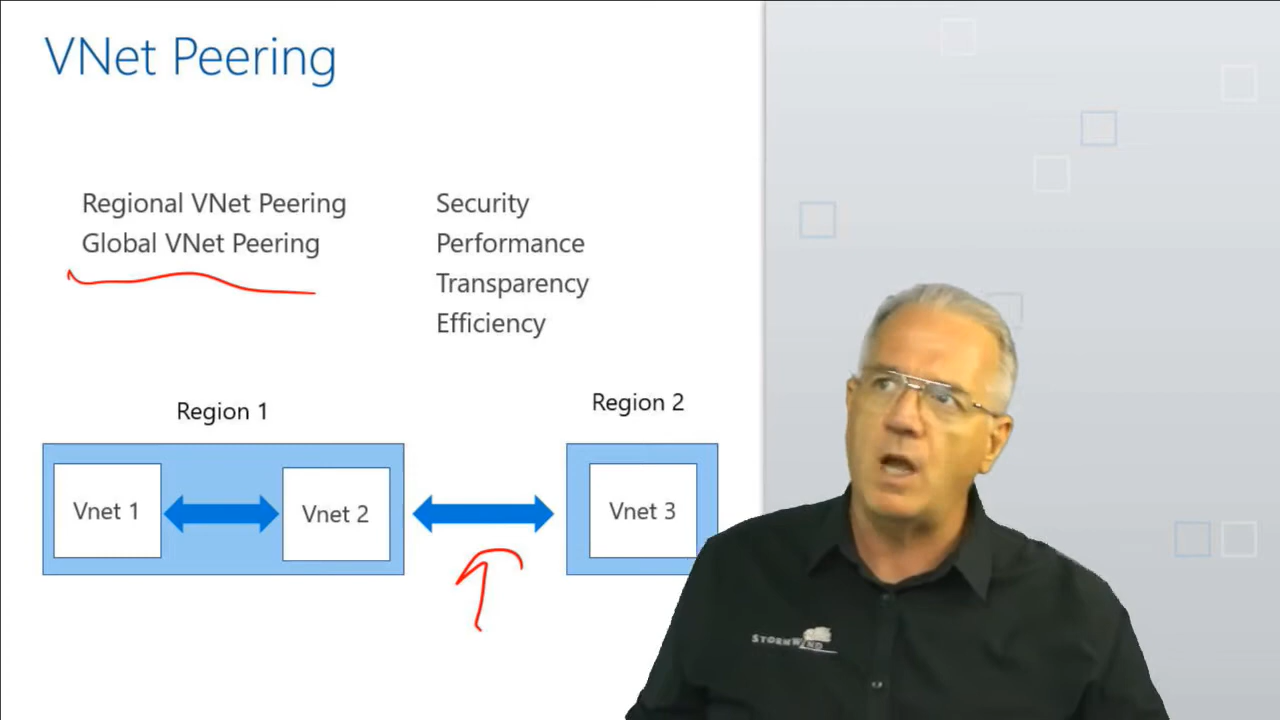 VNet Peering
Regional VNet Peering
Global VNet Peering
Security
Performance
Transparency
Efficiency
Region 1
Region 2
Vnet 1
Vnet 2
Vnet 3
STORMWIND